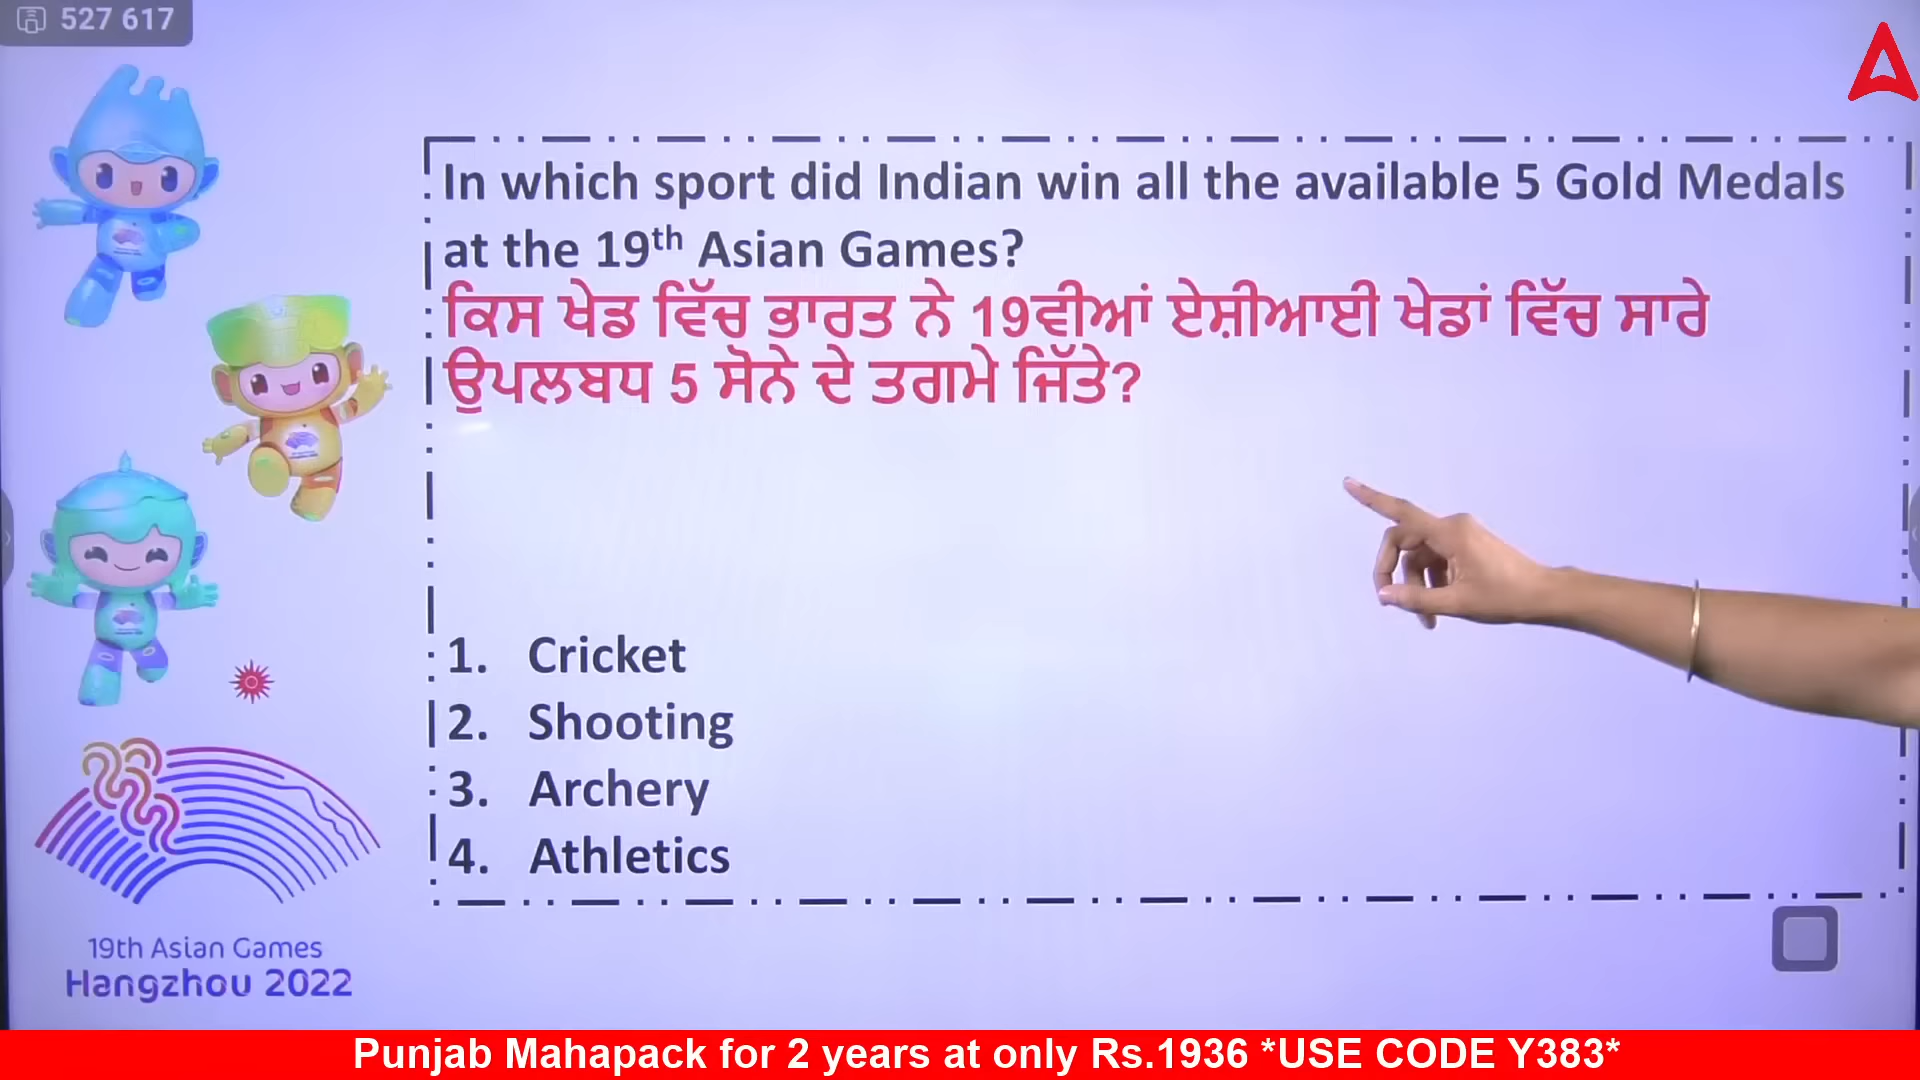 527 617
In which sport did Indian win all the available 5 Gold Medals
at the 19th Asian Games?
ਕਿਸ ਖੇਡ ਵਿੱਚ ਭਾਰਤ ਨੇ 19ਵੀਆਂ ਏਸ਼ੀਆਈ ਖੇਡਾਂ ਵਿੱਚ ਸਾਰੇ
ਉਪਲਬਧ 5 ਸੋਨੇ ਦੇ ਤਗਮੇ ਜਿੱਤੇ?
1. Cricket
2. Shooting
3. Archery
4. Athletics
19th Asian Games
Hangzhou 2022
Punjab Mahapack for 2 years at only Rs.1936 *USE CODE Y383*